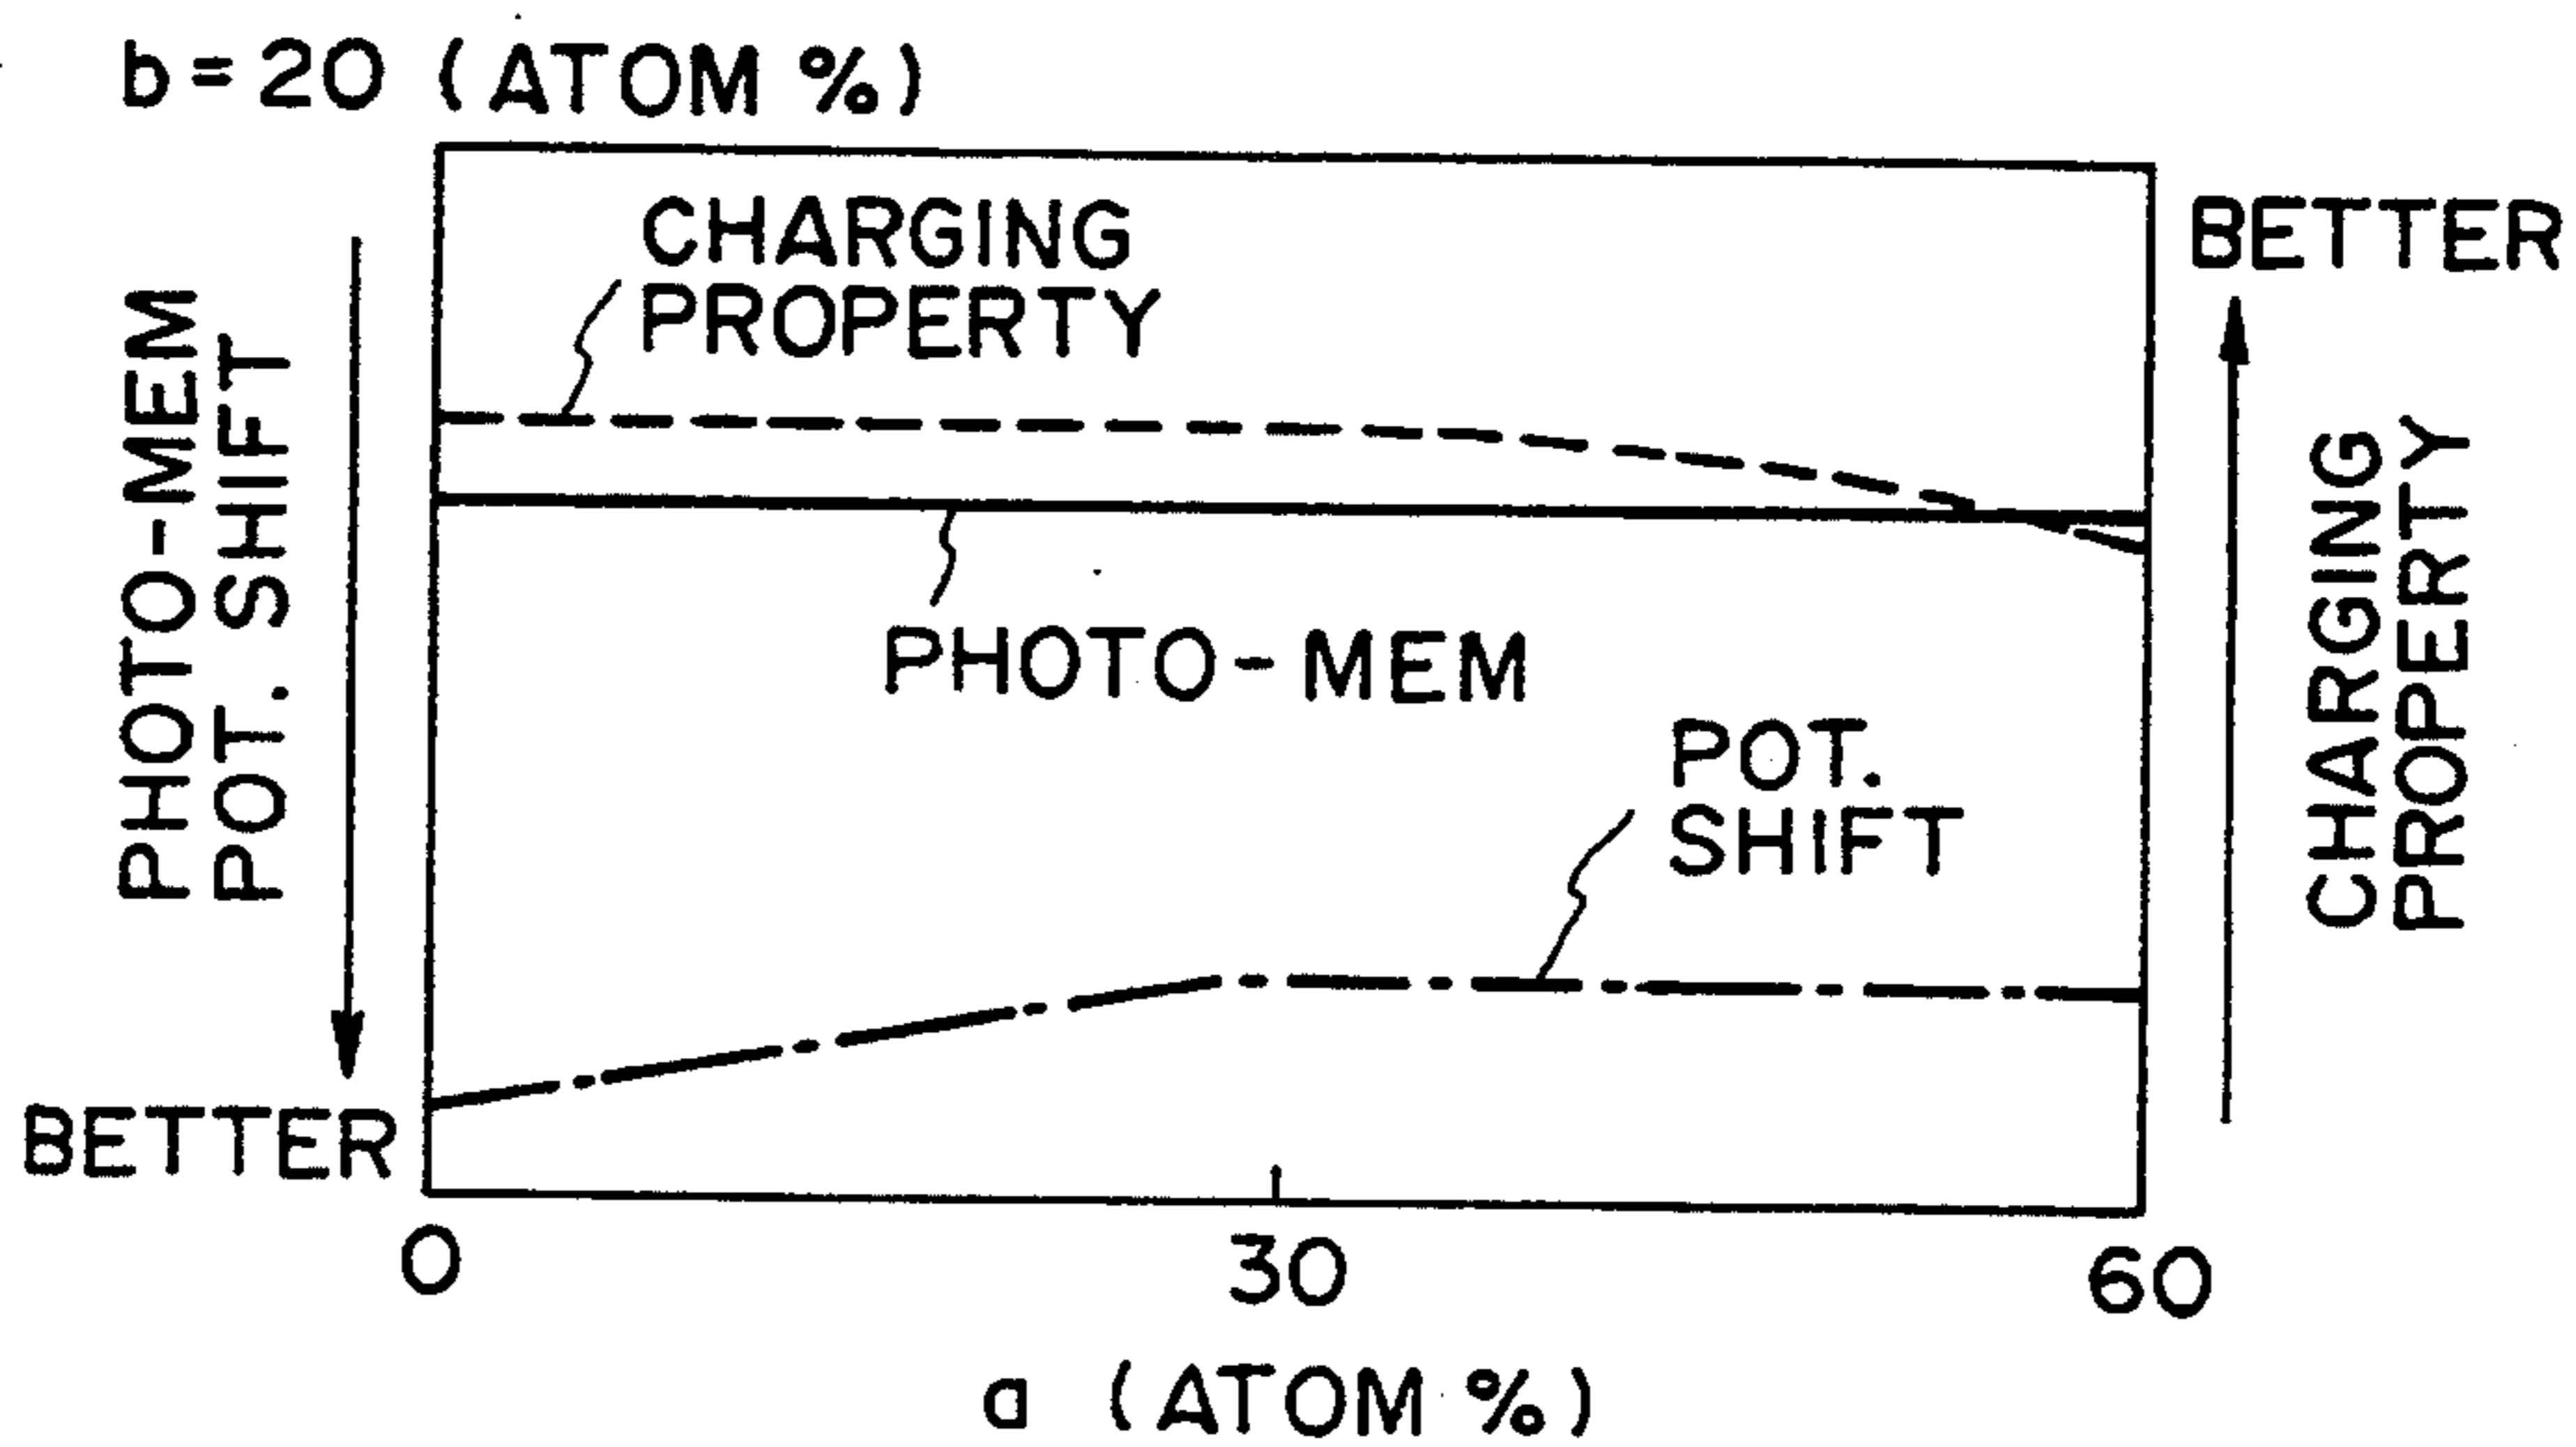 b=20 (ATOM %)
CHARGING
PROPERTY
BETTER
PHOTO-MEM
POT. SHIFT
PHOTO-MEM
POT.
SHIFT
CHARGING
PROPERTY
BETTER
0
30
60
a (ATOM %)